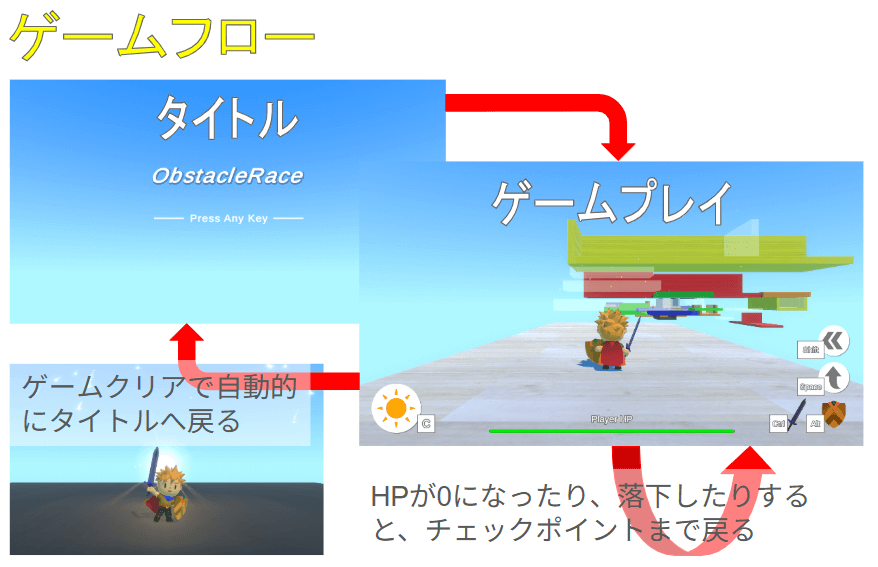 ゲームフロー
タイトル
ObstacleRace
Press Any Key
ゲームプレイ
Shift
Space
Player HP
C
Ctrl
Alt
ゲームクリアで自動的
にタイトルへ戻る
HPが0になったり、落下したりする
と、チェックポイントまで戻る